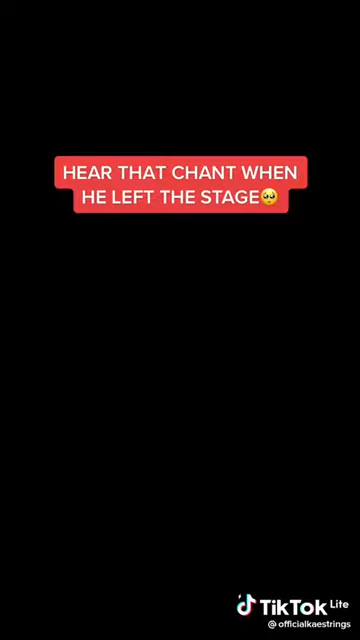 HEAR THAT CHANT WHEN
HE LEFT THE STAGE🥺
TikTok Lite
@officialkaestrings